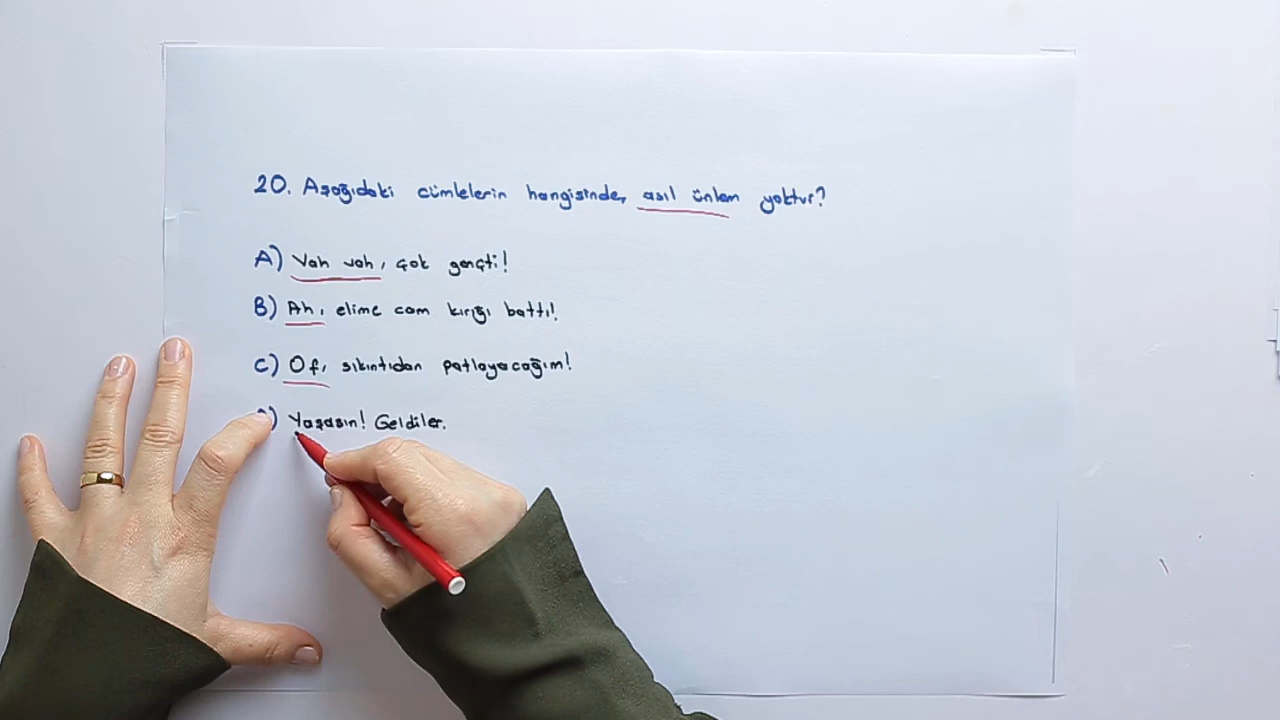 20. Aşağıdaki cümlelerin hangisinde, asıl ünlem yoktur?
A) Vah vah, çok gençti!
B) Ah, elime cam kırığı battı!
C) Of, sıkıntıdan patlayacağım!
) Yaşasın! Geldiler.